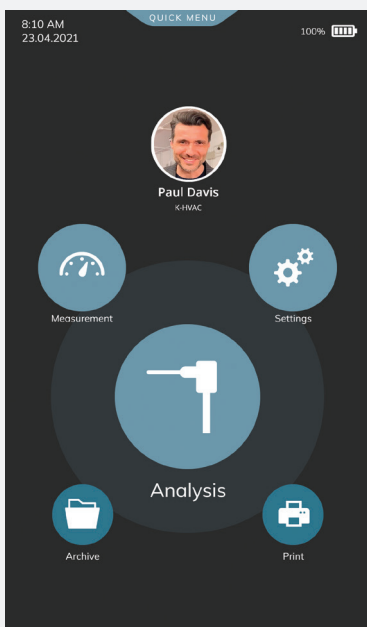 QUICK MENU
8:10 AM
23.04.2021
100%
Paul Davis
K-HVAC
Measurement
Settings
Analysis
Archive
Print